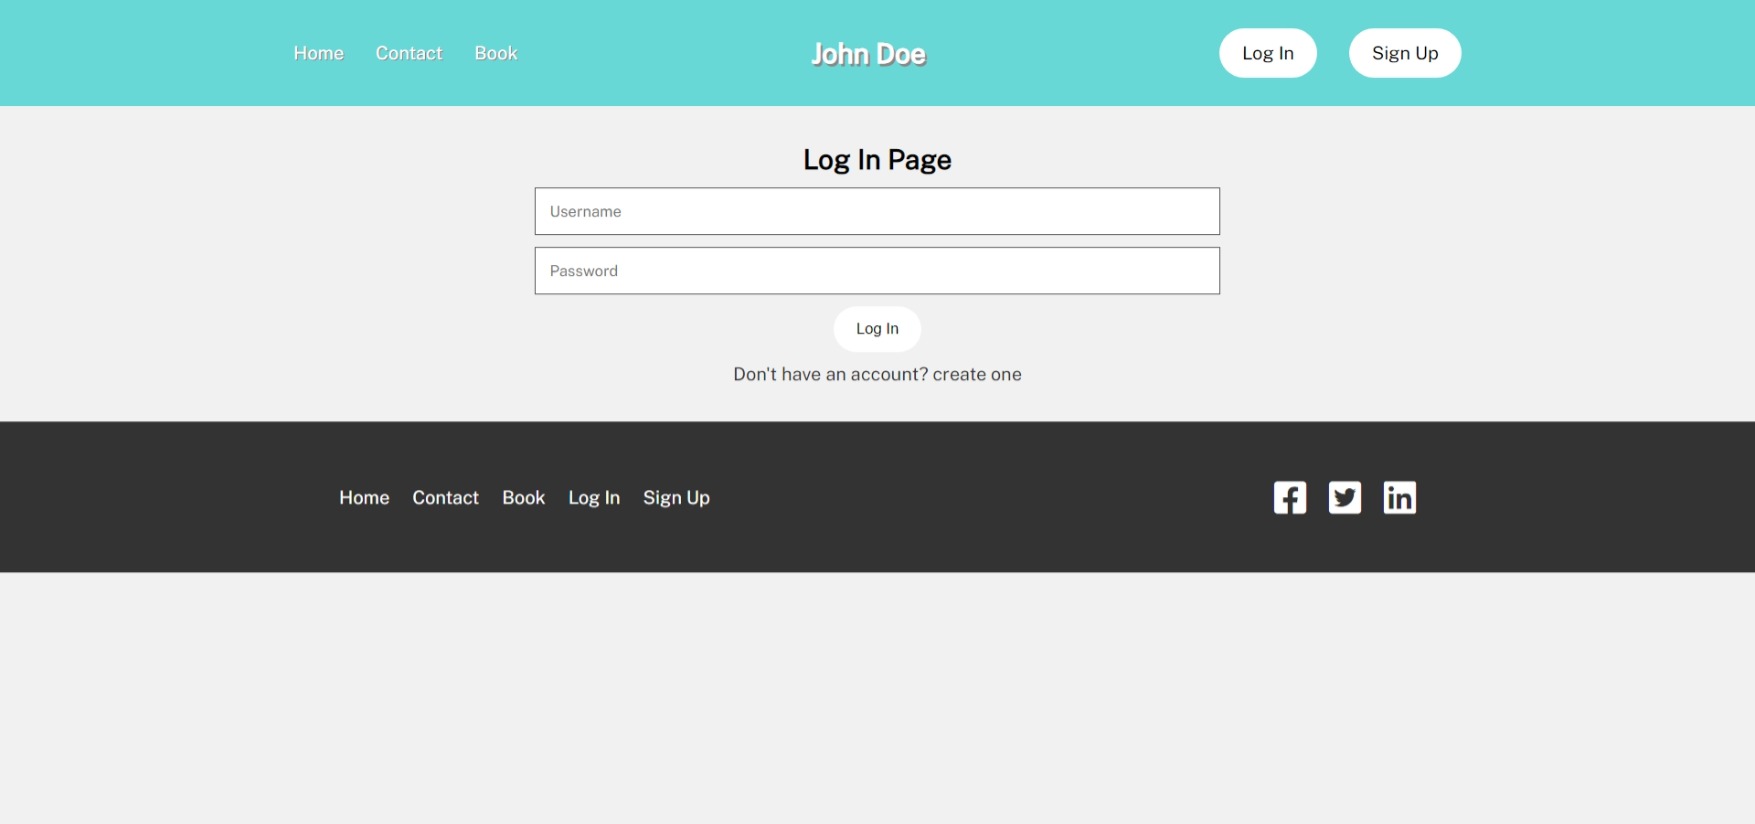 Home Contact Book John Doe Log In Sign Up
Log In Page
Username
Password
Log In
Don't have an account? create one
Home Contact Book Log In Sign Up